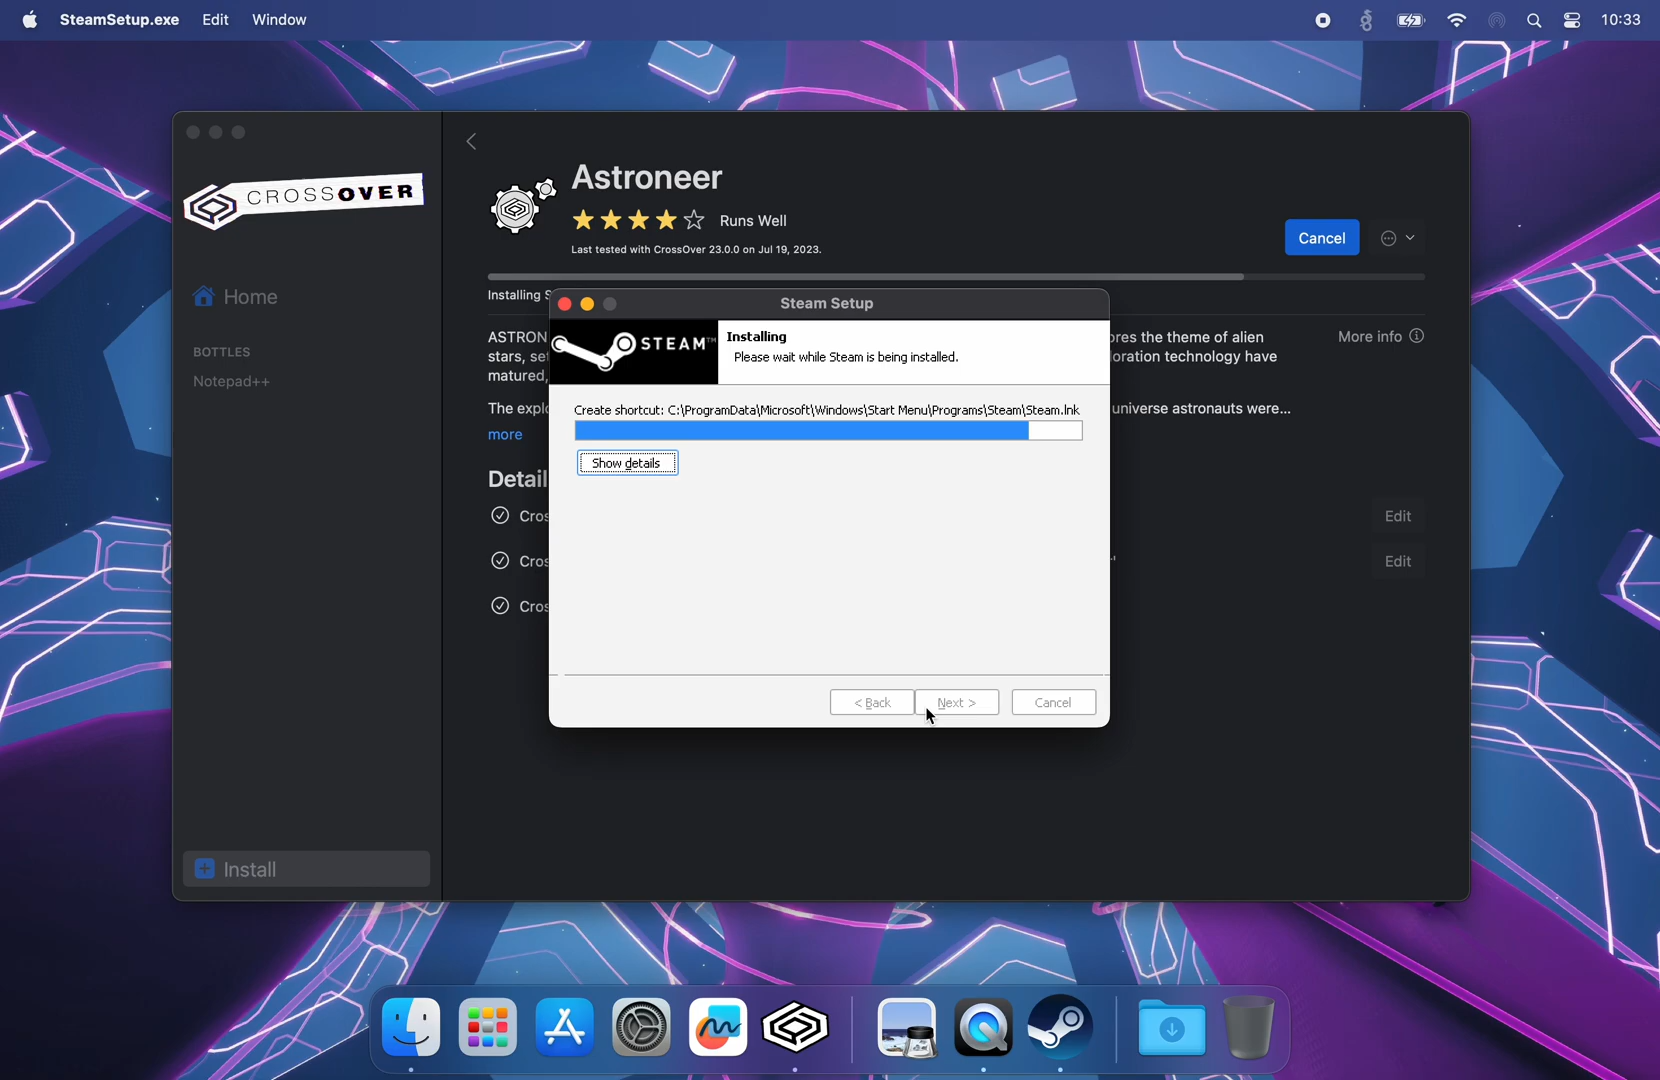 SteamSetup.exe Edit Window 10:33
CROSSOVER
Home
BOTTLES
Notepad++
Install
Astroneer
Runs Well
Last tested with CrossOver 23.0.0 on Jul 19, 2023.
Cancel
Installing S
ASTRON
stars, se
matured,
The expl
more
Detail
Cros
Cros
Cros
ores the theme of alien
loration technology have
universe astronauts were...
More info
Edit
Edit
Steam Setup
STEAM™
Installing
Please wait while Steam is being installed.
Create shortcut: C:\ProgramData\Microsoft\Windows\Start Menu\Programs\Steam\Steam.lnk
Show details
< Back Next > Cancel